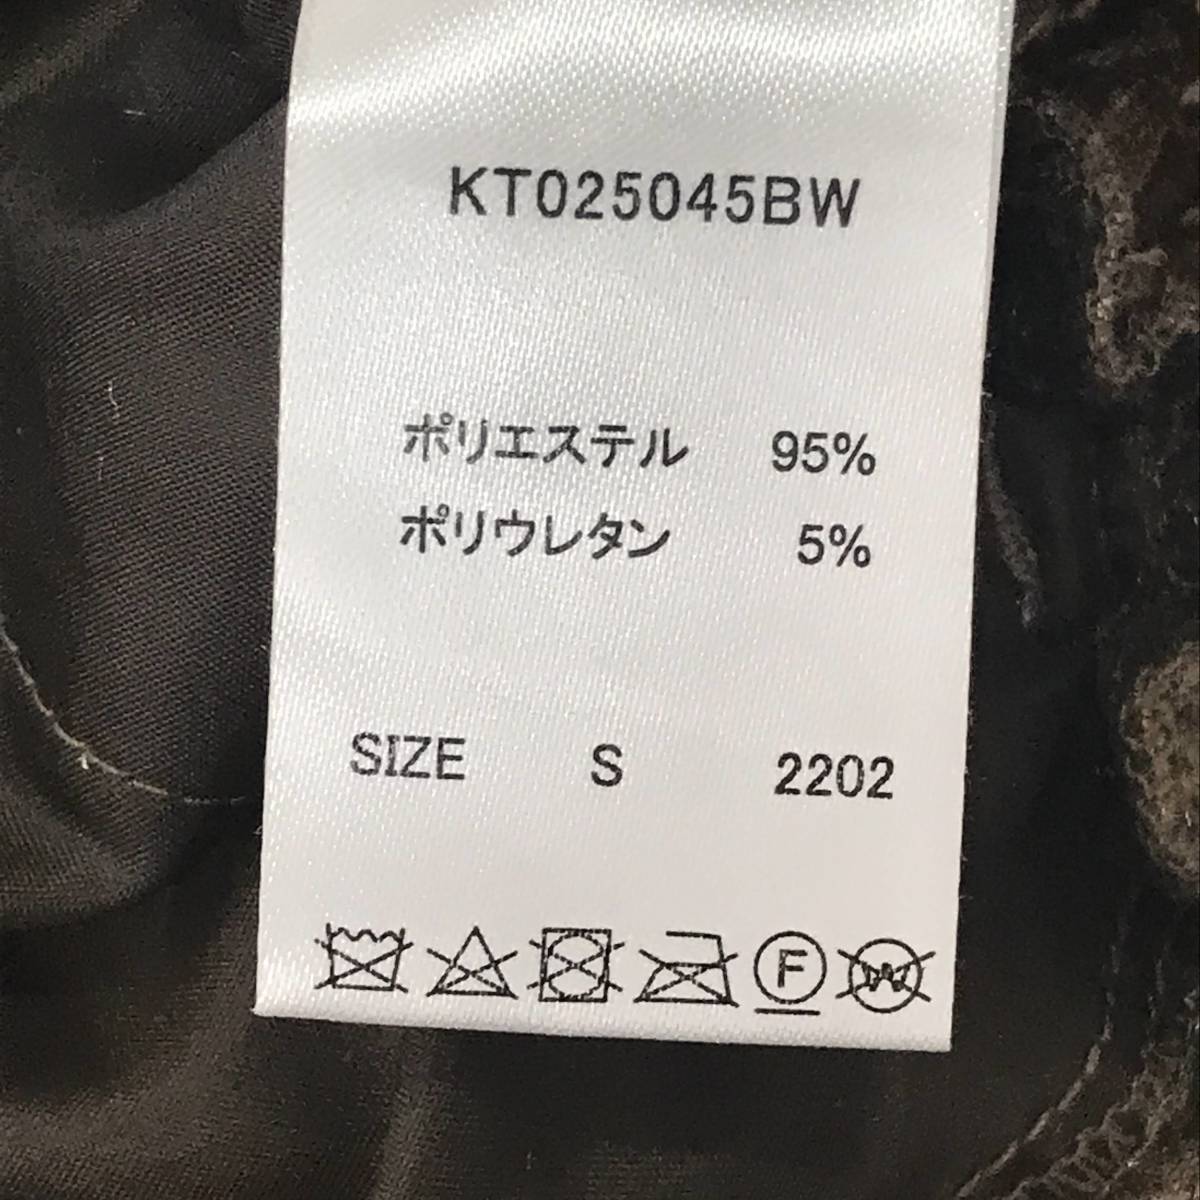 KT025045BW
ポリエステル 95%
ポリウレタン 5%
SIZE S 2202
F W